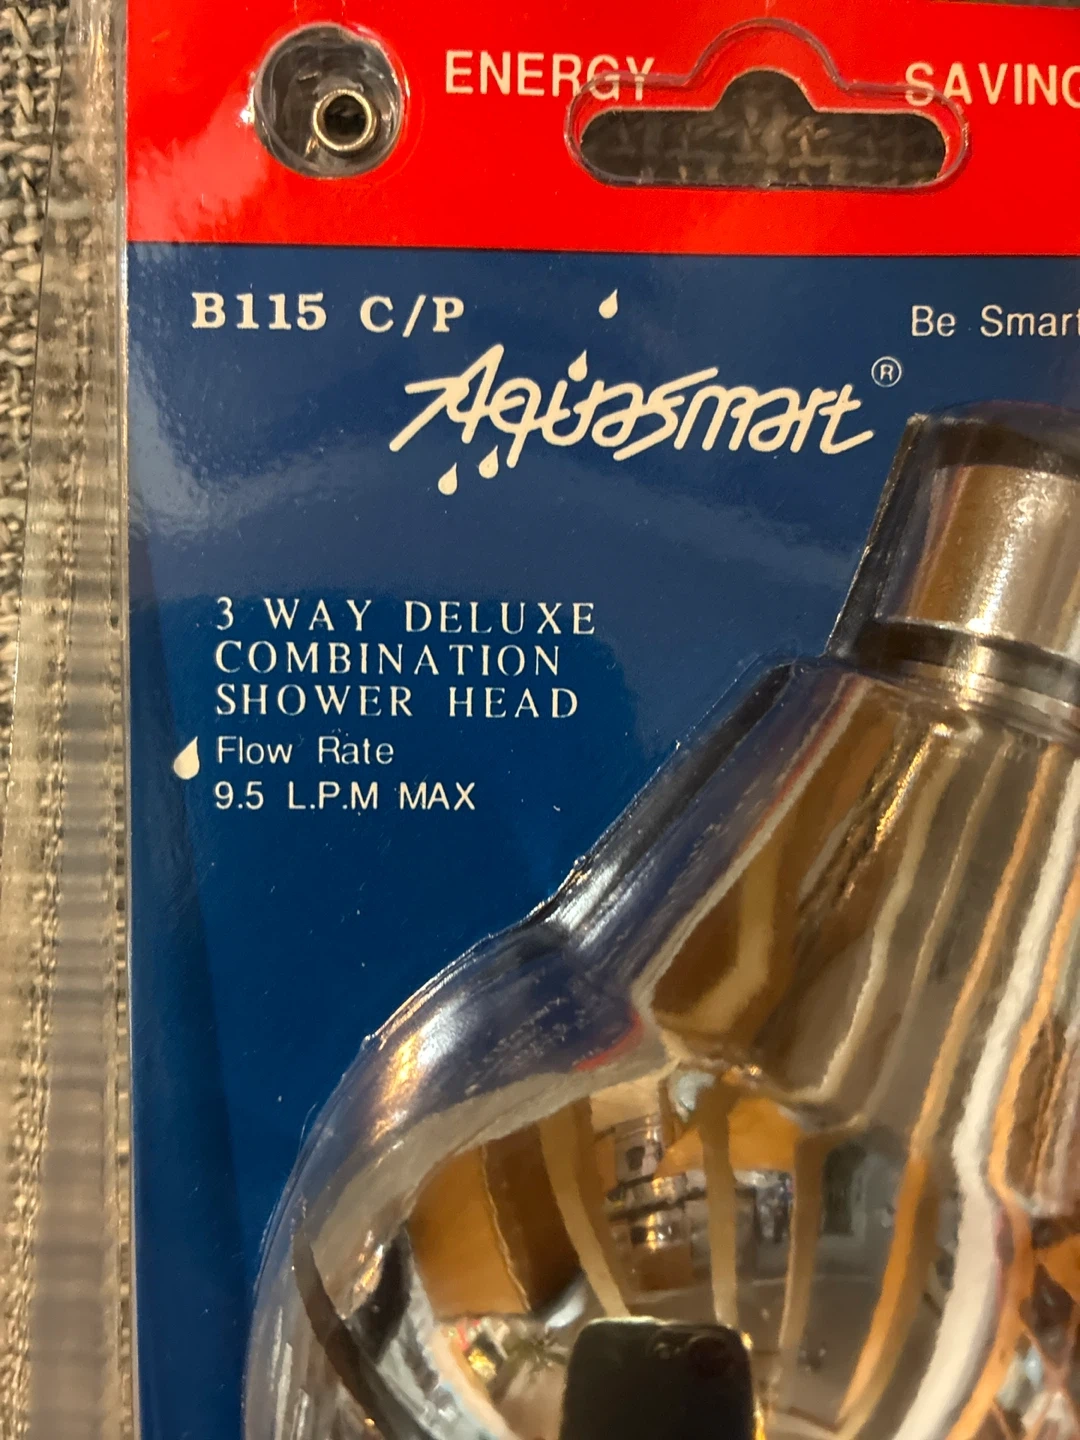 ENERGY SAVING
B115 C/P
Be Smart
Aquasmart ®
3 WAY DELUXE
COMBINATION
SHOWER HEAD
Flow Rate
9.5 L.P.M MAX